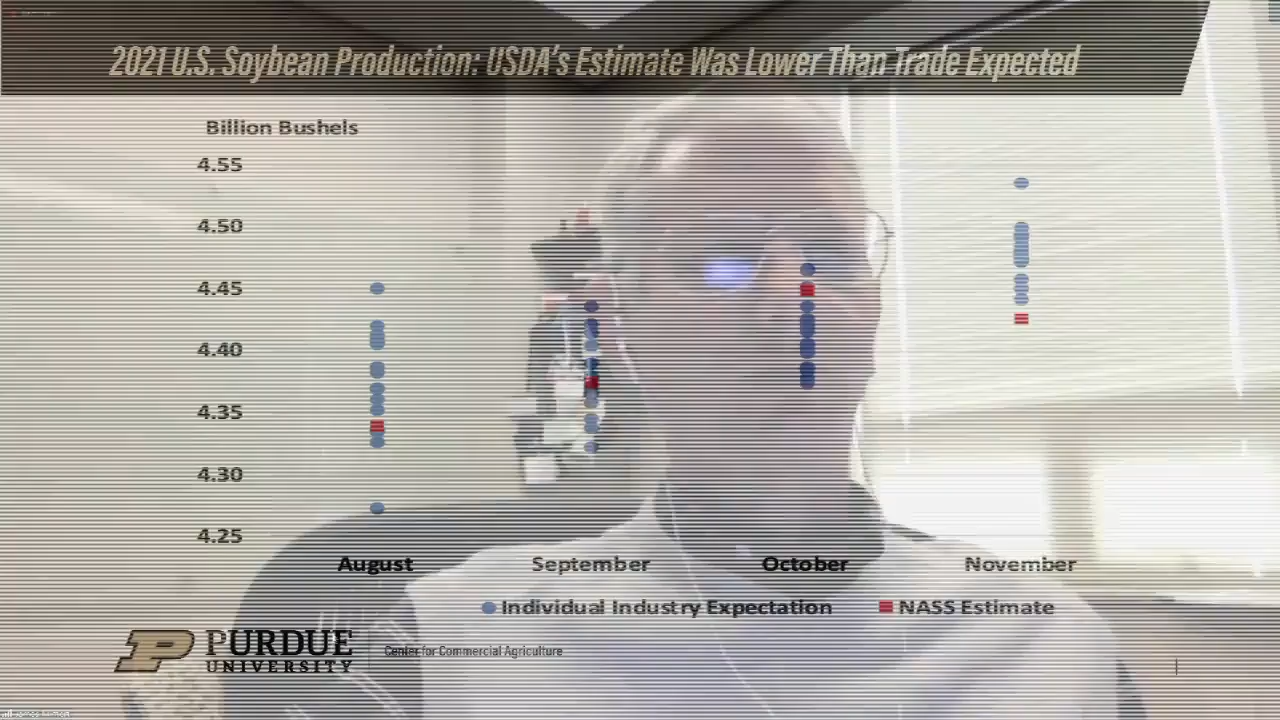 2021 U.S. Soybean Production: USDA's Estimate Was Lower Than Trade Expected
Billion Bushels
4.55
4.50
4.45
4.40
4.35
4.30
4.25
August September October November
Individual Industry Expectation NASS Estimate
PURDUE
UNIVERSITY
Center for Commercial Agriculture